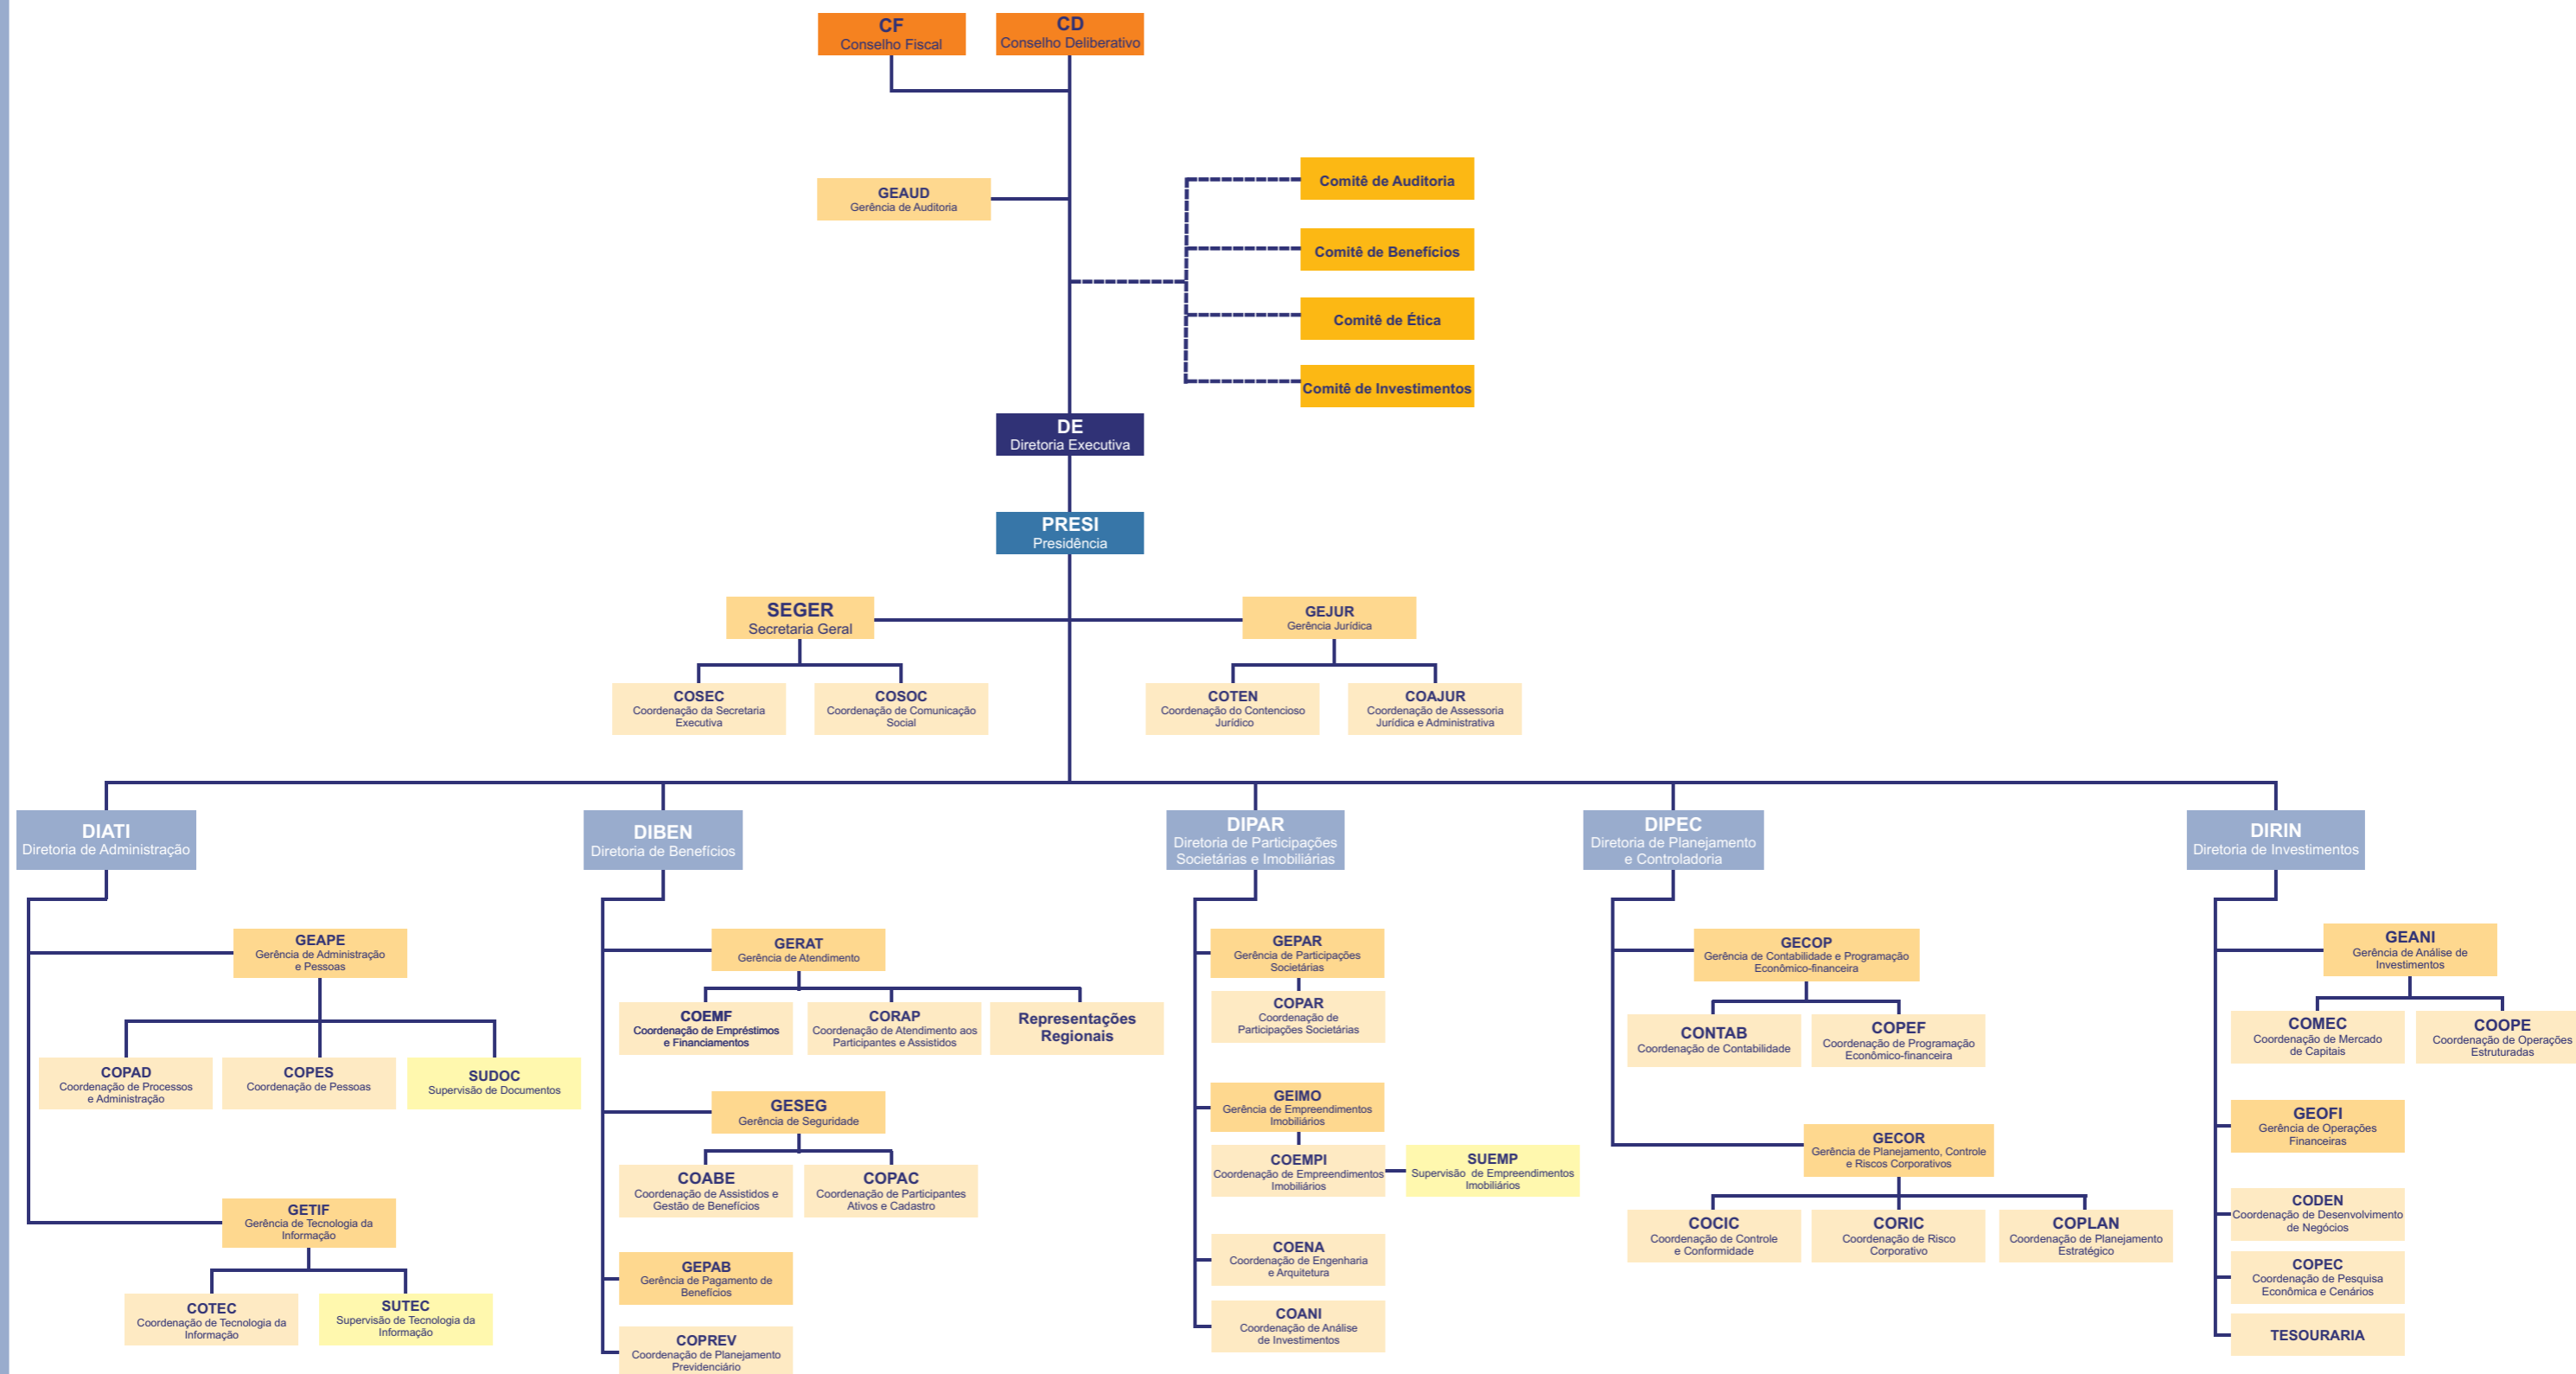 CF
Conselho Fiscal
CD
Conselho Deliberativo
GEAUD
Gerência de Auditoria
Comitê de Auditoria
Comitê de Benefícios
Comitê de Ética
Comitê de Investimentos
DE
Diretoria Executiva
PRESI
Presidência
SEGER
Secretaria Geral
GEJUR
Gerência Jurídica
COSEC
Coordenação da Secretaria
Executiva
COSOC
Coordenação de Comunicação
Social
COTEN
Coordenação do Contencioso
Jurídico
COAJUR
Coordenação de Assessoria
Jurídica e Administrativa
DIATI
Diretoria de Administração
DIBEN
Diretoria de Benefícios
DIPAR
Diretoria de Participações
Societárias e Imobiliárias
DIPEC
Diretoria de Planejamento
e Controladoria
DIRIN
Diretoria de Investimentos
GEAPE
Gerência de Administração
e Pessoas
COPAD
Coordenação de Processos
e Administração
COPES
Coordenação de Pessoas
SUDOC
Supervisão de Documentos
GETIF
Gerência de Tecnologia da
Informação
COTEC
Coordenação de Tecnologia da
Informação
SUTEC
Supervisão de Tecnologia da
Informação
GERAT
Gerência de Atendimento
COEMF
Coordenação de Empréstimos
e Financiamentos
CORAP
Coordenação de Atendimento aos
Participantes e Assistidos
Representações
Regionais
GESEG
Gerência de Seguridade
COABE
Coordenação de Assistidos e
Gestão de Benefícios
COPAC
Coordenação de Participantes
Ativos e Cadastro
GEPAB
Gerência de Pagamento de
Benefícios
COPREV
Coordenação de Planejamento
Previdenciário
GEPAR
Gerência de Participações
Societárias
COPAR
Coordenação de
Participações Societárias
GEIMO
Gerência de Empreendimentos
Imobiliários
COEMPI
Coordenação de Empreendimentos
Imobiliários
SUEMP
Supervisão de Empreendimentos
Imobiliários
COENA
Coordenação de Engenharia
e Arquitetura
COANI
Coordenação de Análise
de Investimentos
GECOP
Gerência de Contabilidade e Programação
Econômico-financeira
CONTAB
Coordenação de Contabilidade
COPEF
Coordenação de Programação
Econômico-financeira
GECOR
Gerência de Planejamento, Controle
e Riscos Corporativos
COCIC
Coordenação de Controle
e Conformidade
CORIC
Coordenação de Risco
Corporativo
COPLAN
Coordenação de Planejamento
Estratégico
GEANI
Gerência de Análise de
Investimentos
COMEC
Coordenação de Mercado
de Capitais
COOPE
Coordenação de Operações
Estruturadas
GEOFI
Gerência de Operações
Financeiras
CODEN
Coordenação de Desenvolvimento
de Negócios
COPEC
Coordenação de Pesquisa
Econômica e Cenários
TESOURARIA